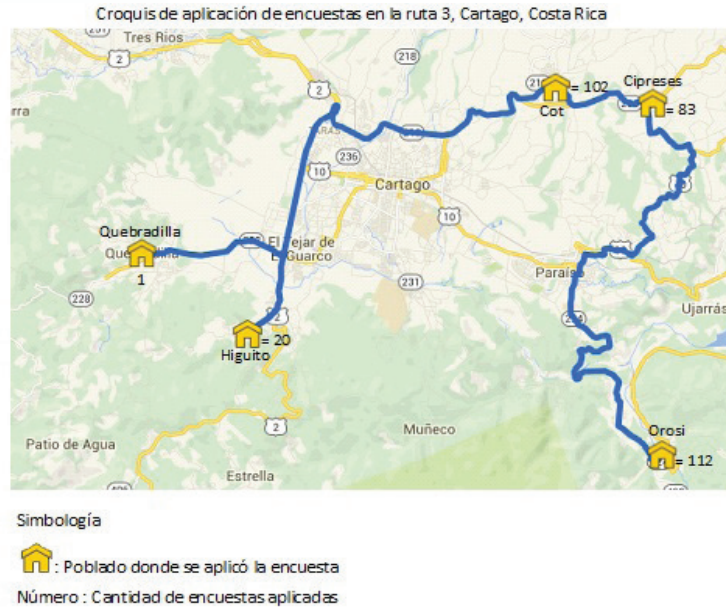 Croquis de aplicación de encuestas en la ruta 3, Cartago, Costa Rica
Tres Ríos
2
218
2
= 102
Cipreses
= 83
Cot
TARAS
236
10
Cartago
10
Quebradilla
1
El Tejar de
El Guarco
Paraíso
231
228
Ujarrás
2
= 20
Higuito
Orosi
= 112
2
Muñeco
Patio de Agua
Estrella
Simbología
: Poblado donde se aplicó la encuesta
Número : Cantidad de encuestas aplicadas